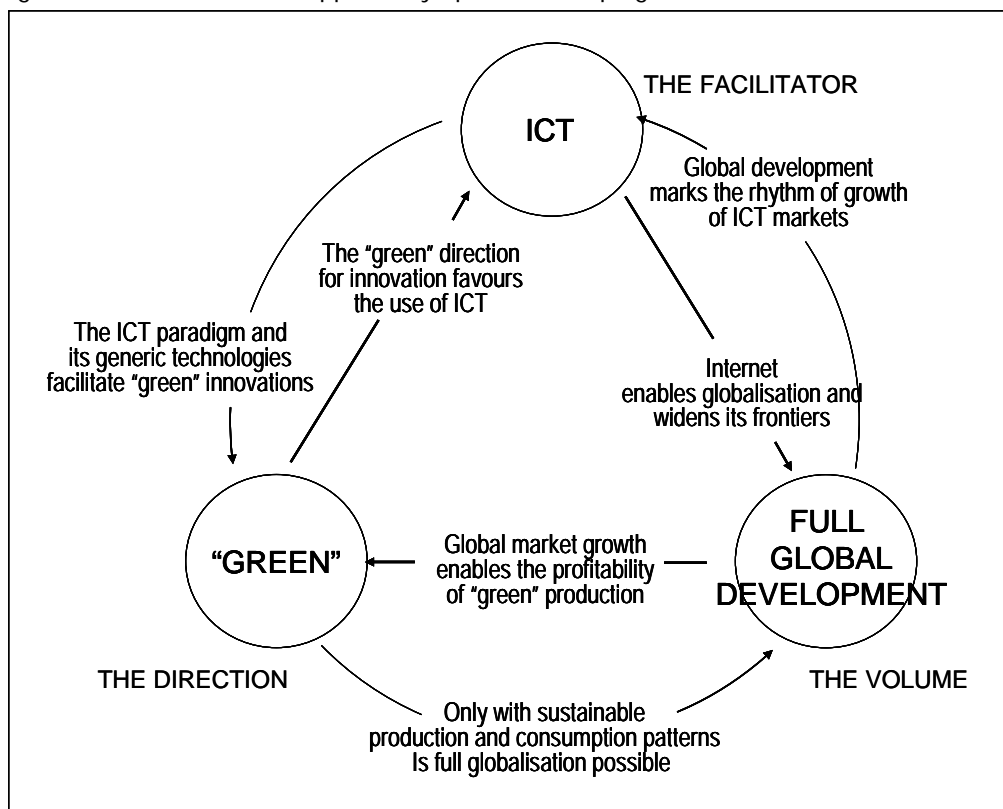 THE FACILITATOR
ICT
Global development
marks the rhythm of growth
of ICT markets
The "green" direction
for innovation favours
the use of ICT
The ICT paradigm and
its generic technologies
facilitate "green" innovations
Internet
enables globalisation and
widens its frontiers
FULL
GLOBAL
DEVELOPMENT
"GREEN"
Global market growth
enables the profitability
of "green" production
THE DIRECTION
THE VOLUME
Only with sustainable
production and consumption patterns
Is full globalisation possible